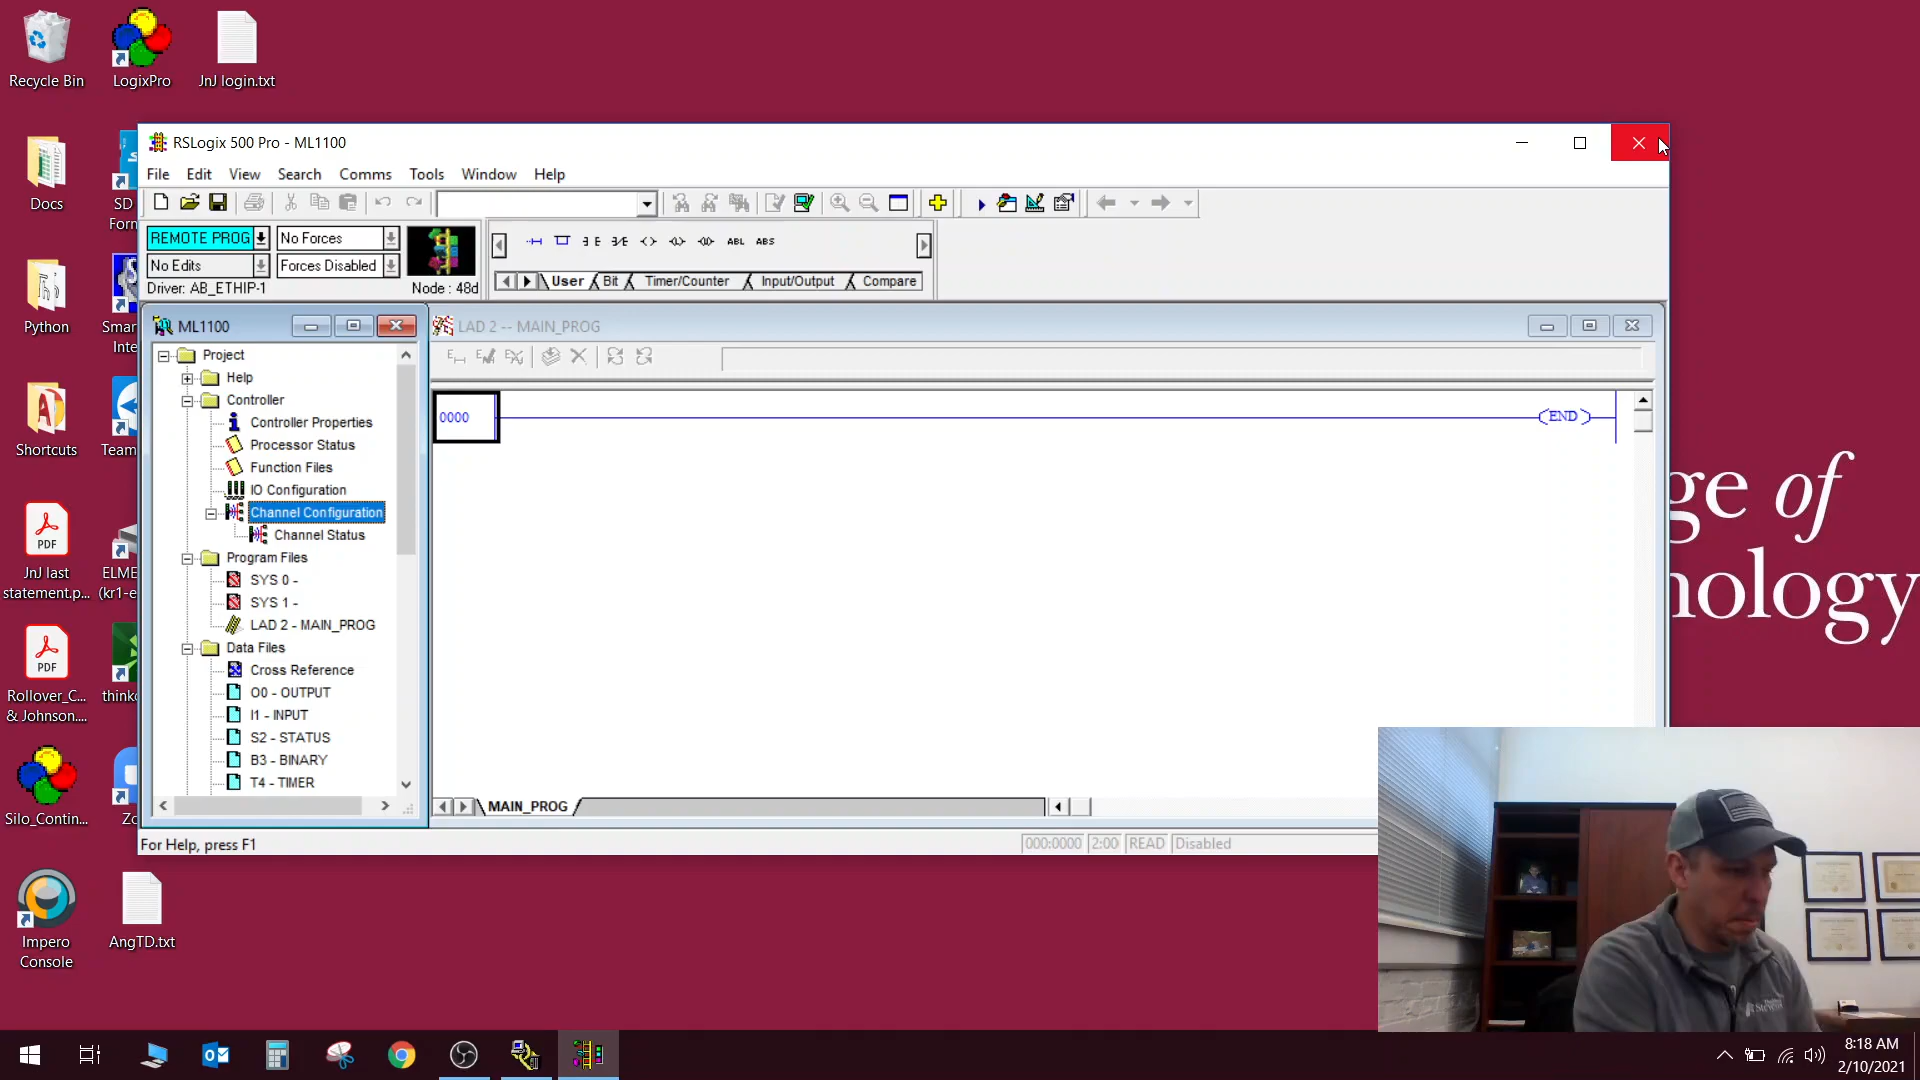 Recycle Bin
LogixPro
JnJ login.txt
Docs
SD
Form
Python
Smar
Inte
Shortcuts
Team
PDF
JnJ last
statement.p...
ELME
(kr1-e
PDF
Rollover_C...
& Johnson....
think
Silo_Contin...
Zo
Impero
Console
AngTD.txt
RSLogix 500 Pro - ML1100
File Edit View Search Comms Tools Window Help
REMOTE PROG
No Forces
No Edits
Forces Disabled
Driver: AB_ETHIP-1
Node : 48d
ABL ABS
User Bit Timer/Counter Input/Output Compare
ML1100
Project
Help
Controller
Controller Properties
Processor Status
Function Files
IO Configuration
Channel Configuration
Channel Status
Program Files
SYS 0 -
SYS 1 -
LAD 2 - MAIN_PROG
Data Files
Cross Reference
O0 - OUTPUT
I1 - INPUT
S2 - STATUS
B3 - BINARY
T4 - TIMER
LAD 2 -- MAIN_PROG
0000
END
MAIN_PROG
For Help, press F1
000:0000 2:00 READ Disabled
ge of
nology
8:18 AM
2/10/2021